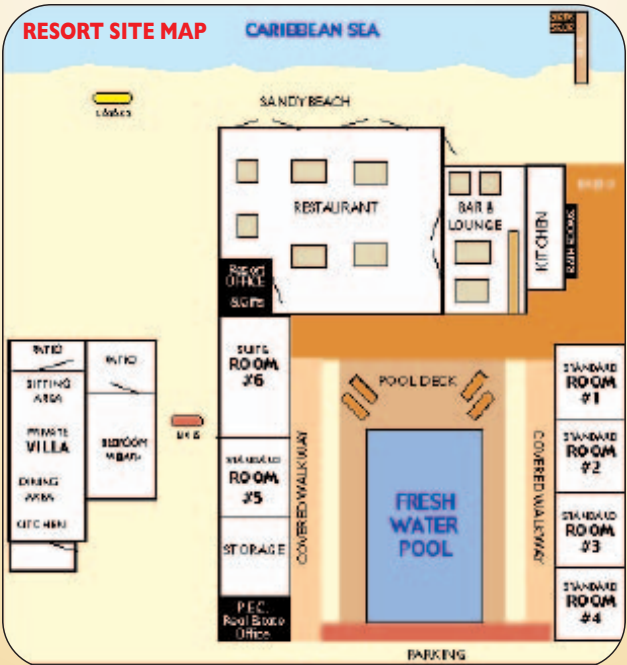 RESORT SITE MAP
CARIBBEAN SEA
SANDY BEACH
RESTAURANT
BAR &
LOUNGE
KITCHEN
BATH ROOMS
Resort
OFFICE
& Gifts
PATIO
SITTING
AREA
PRIVATE
VILLA
DINING
AREA
KITCHEN
PATIO
BEDROOM
W/BATH
SUITE
ROOM
#6
STANDARD
ROOM
#5
STORAGE
P.E.C.
Real Estate
Office
COVERED WALKWAY
POOL DECK
FRESH
WATER
POOL
COVERED WALKWAY
STANDARD
ROOM
#1
STANDARD
ROOM
#2
STANDARD
ROOM
#3
STANDARD
ROOM
#4
PARKING